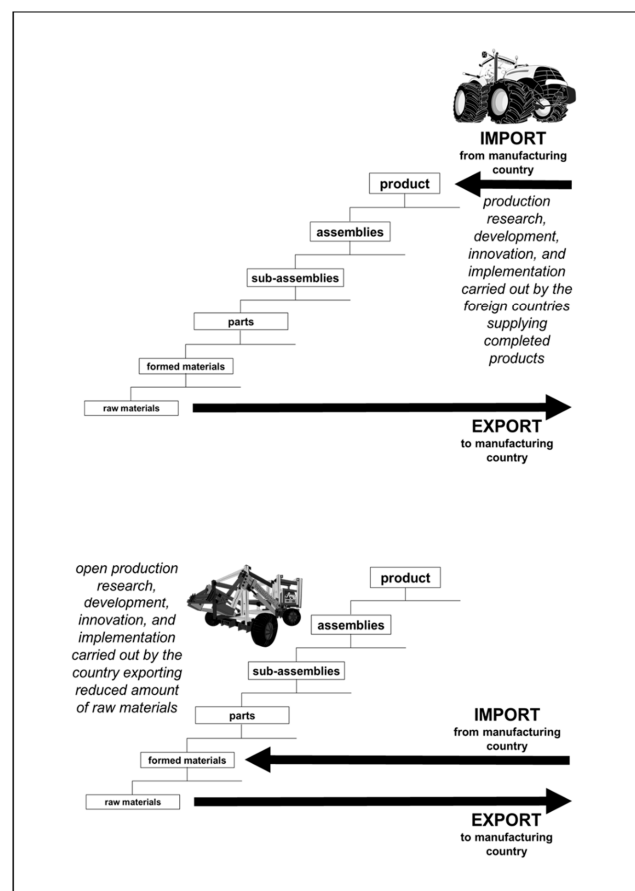 IMPORT
from manufacturing
country
product
production
research,
development,
innovation, and
implementation
carried out by the
foreign countries
supplying
completed
products
assemblies
sub-assemblies
parts
formed materials
raw materials
EXPORT
to manufacturing
country
open production
research,
development,
innovation, and
implementation
carried out by the
country exporting
reduced amount
of raw materials
product
assemblies
sub-assemblies
parts
IMPORT
from manufacturing
country
formed materials
raw materials
EXPORT
to manufacturing
country